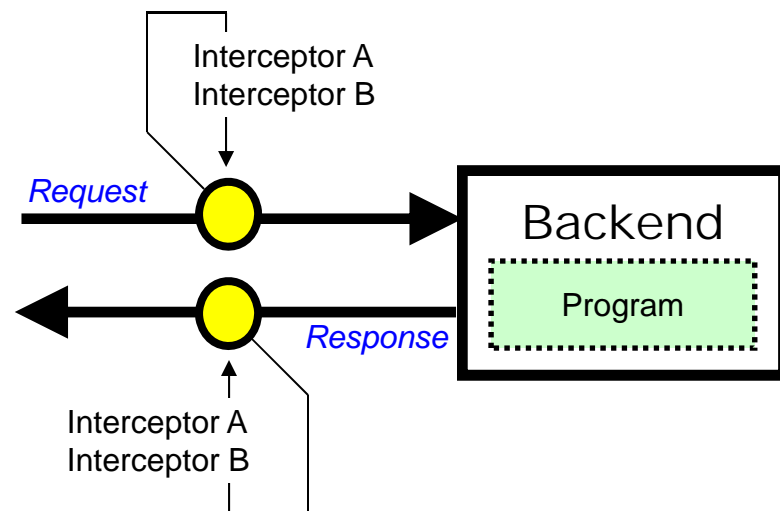 Interceptor A
Interceptor B
Request
Backend
Program
Response
Interceptor A
Interceptor B